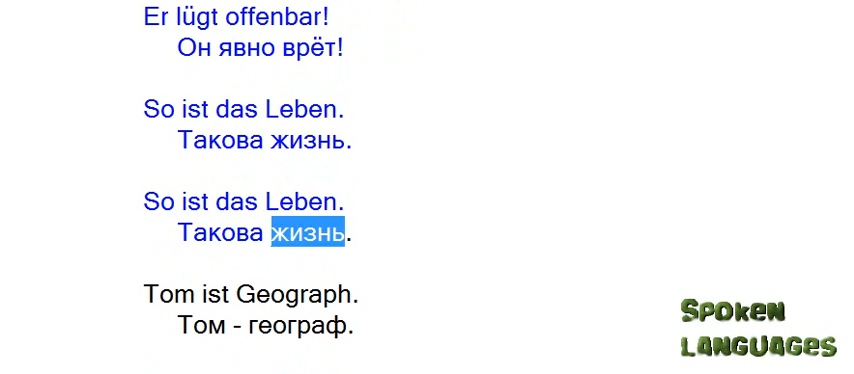 Er lügt offenbar!
Он явно врёт!
So ist das Leben.
Такова жизнь.
So ist das Leben.
Такова жизнь.
Tom ist Geograph.
Том - географ.
Spoken
Languages